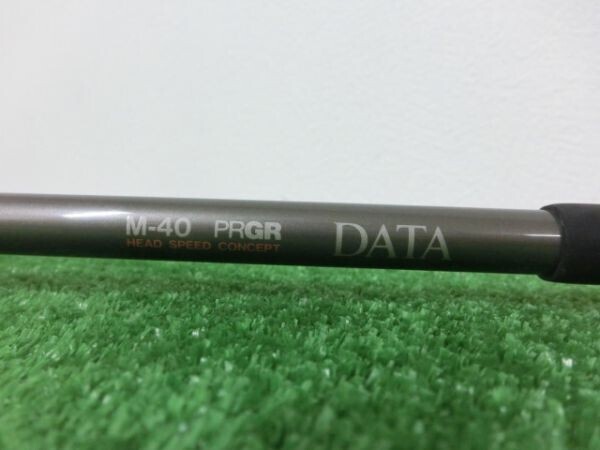 M-40 PRGR DATA
HEAD SPEED CONCEPT